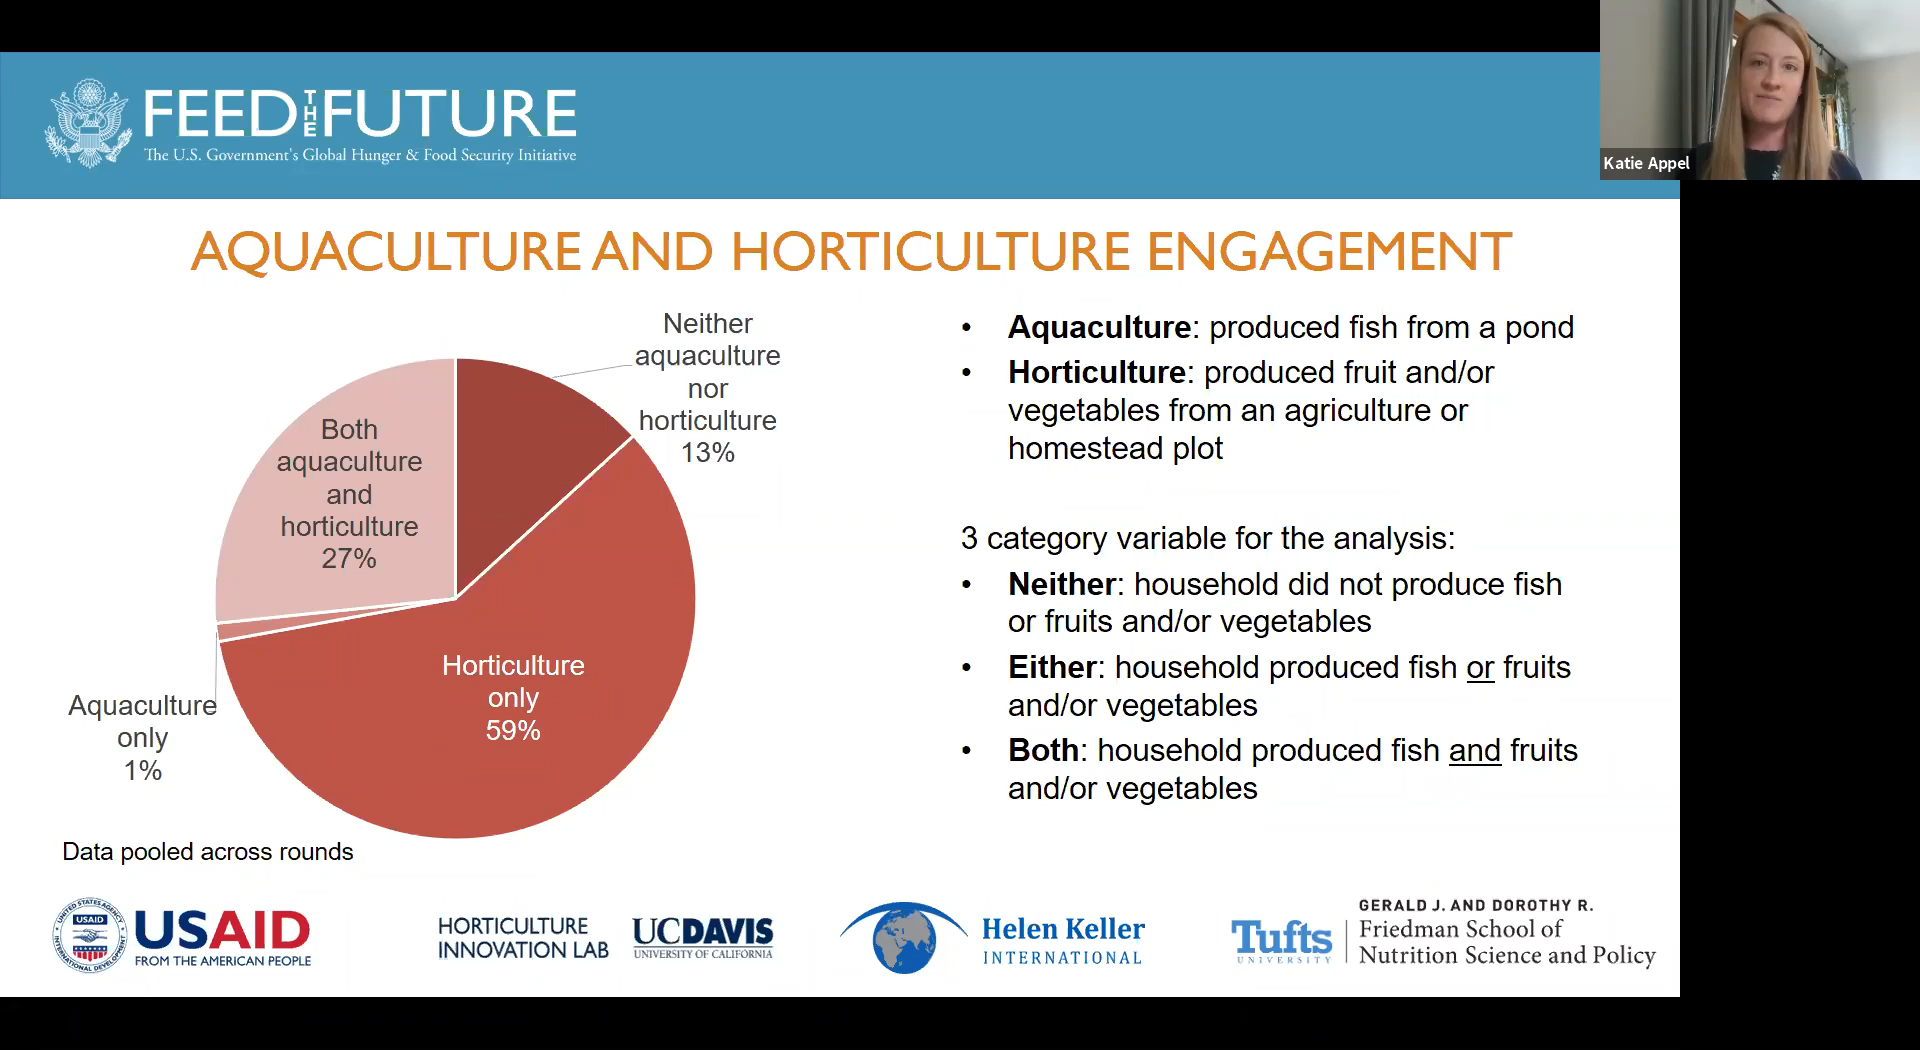 FEED THE FUTURE
The U.S. Government's Global Hunger & Food Security Initiative
Katie Appel
AQUACULTURE AND HORTICULTURE ENGAGEMENT
Neither
aquaculture
nor
horticulture
13%
Both
aquaculture
and
horticulture
27%
Horticulture
only
59%
Aquaculture
only
1%
Data pooled across rounds
• Aquaculture: produced fish from a pond
• Horticulture: produced fruit and/or
vegetables from an agriculture or
homestead plot
3 category variable for the analysis:
• Neither: household did not produce fish
or fruits and/or vegetables
• Either: household produced fish or fruits
and/or vegetables
• Both: household produced fish and fruits
and/or vegetables
UNITED STATES AGENCY
USAID
INTERNATIONAL DEVELOPMENT
USAID
FROM THE AMERICAN PEOPLE
HORTICULTURE
INNOVATION LAB
UCDAVIS
UNIVERSITY OF CALIFORNIA
Helen Keller
INTERNATIONAL
Tufts
UNIVERSITY
GERALD J. AND DOROTHY R.
Friedman School of
Nutrition Science and Policy